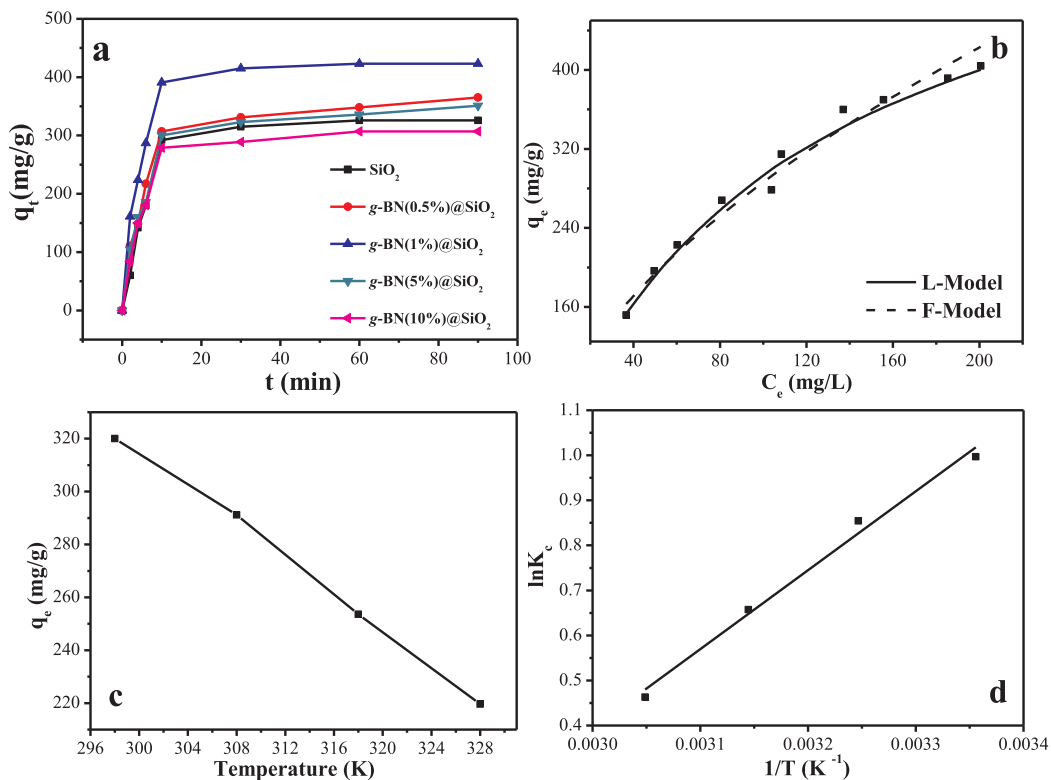 a
500
400
300
200
100
0
q_t(mg/g)
SiO₂
g-BN(0.5%)@SiO₂
g-BN(1%)@SiO₂
g-BN(5%)@SiO₂
g-BN(10%)@SiO₂
0 20 40 60 80 100
t (min)
b
400
320
240
160
q_e (mg/g)
L-Model
F-Model
40 80 120 160 200
C_e (mg/L)
320
300
280
260
240
220
q_e (mg/g)
c
296 300 304 308 312 316 320 324 328
Temperature (K)
1.1
1.0
0.9
0.8
0.7
0.6
0.5
0.4
lnK_c
d
0.0030 0.0031 0.0032 0.0033 0.0034
1/T (K⁻¹)